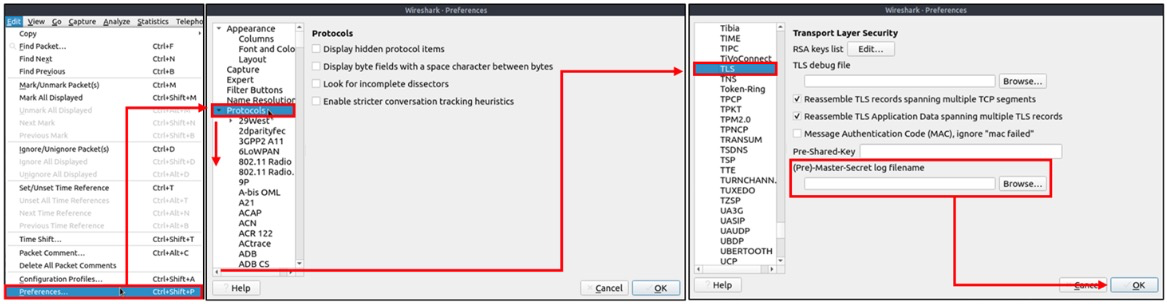 Edit View Go Capture Analyze Statistics Telepho
Copy
Find Packet... Ctrl+F
Find Next Ctrl+N
Find Previous Ctrl+B
Mark/Unmark Packet(s) Ctrl+M
Mark All Displayed Ctrl+Shift+M
Unmark All Displayed Ctrl+Alt+M
Next Mark Ctrl+Shift+N
Previous Mark Ctrl+Shift+B
Ignore/Unignore Packet(s) Ctrl+D
Ignore All Displayed Ctrl+Shift+D
Unignore All Displayed Ctrl+Alt+D
Set/Unset Time Reference Ctrl+T
Unset All Time References Ctrl+Alt+T
Next Time Reference Ctrl+Alt+N
Previous Time Reference Ctrl+Alt+B
Time Shift... Ctrl+Shift+T
Packet Comment... Ctrl+Alt+C
Delete All Packet Comments
Configuration Profiles... Ctrl+Shift+A
Preferences... Ctrl+Shift+P
Wireshark · Preferences
Appearance
Columns
Font and Colo
Layout
Capture
Expert
Filter Buttons
Name Resolution
Protocols
29West
2dparityfec
3GPP2 A11
6LoWPAN
802.11 Radio
802.11 Radio.
9P
A-bis OML
A21
ACAP
ACN
ACR 122
ACtrace
ADB
ADB CS
Protocols
Display hidden protocol items
Display byte fields with a space character between bytes
Look for incomplete dissectors
Enable stricter conversation tracking heuristics
Help
Cancel
OK
Wireshark · Preferences
Tibia
TIME
TIPC
TiVoConnect
TLS
TNS
Token-Ring
TPCP
TPKT
TPM2.0
TPNCP
TRANSUM
TSDNS
TSP
TTE
TURNCHANN.
TUXEDO
TZSP
UA3G
UASIP
UAUDP
UBDP
UBERTOOTH
UCP
Transport Layer Security
RSA keys list Edit...
TLS debug file
Browse...
Reassemble TLS records spanning multiple TCP segments
Reassemble TLS Application Data spanning multiple TLS records
Message Authentication Code (MAC), ignore "mac failed"
Pre-Shared-Key
(Pre)-Master-Secret log filename
Browse...
Help
Cancel
OK